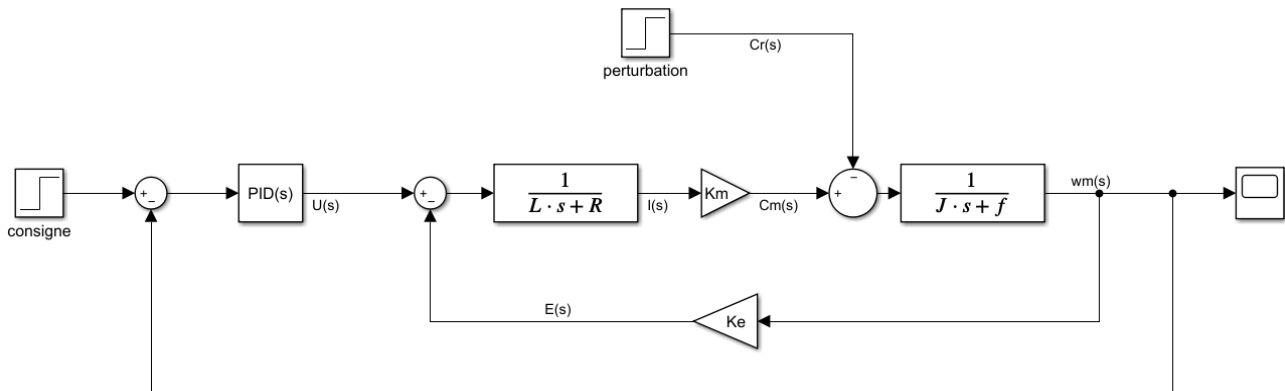 Cr(s)
perturbation
+
−
PID(s)
U(s)
+
−
1
L · s + R
I(s)
Km
Cm(s)
+
−
1
J · s + f
wm(s)
consigne
E(s)
Ke